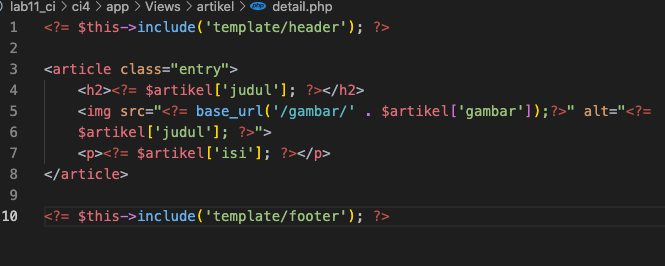 lab11_ci > ci4 > app > Views > artikel > detail.php
1 <?= $this->include('template/header'); ?>
2
3 <article class="entry">
4 <h2><?= $artikel['judul']; ?></h2>
5 <img src="<?= base_url('/gambar/' . $artikel['gambar']);?>" alt="<?=
6 $artikel['judul']; ?>">
7 <p><?= $artikel['isi']; ?></p>
8 </article>
9
10 <?= $this->include('template/footer'); ?>